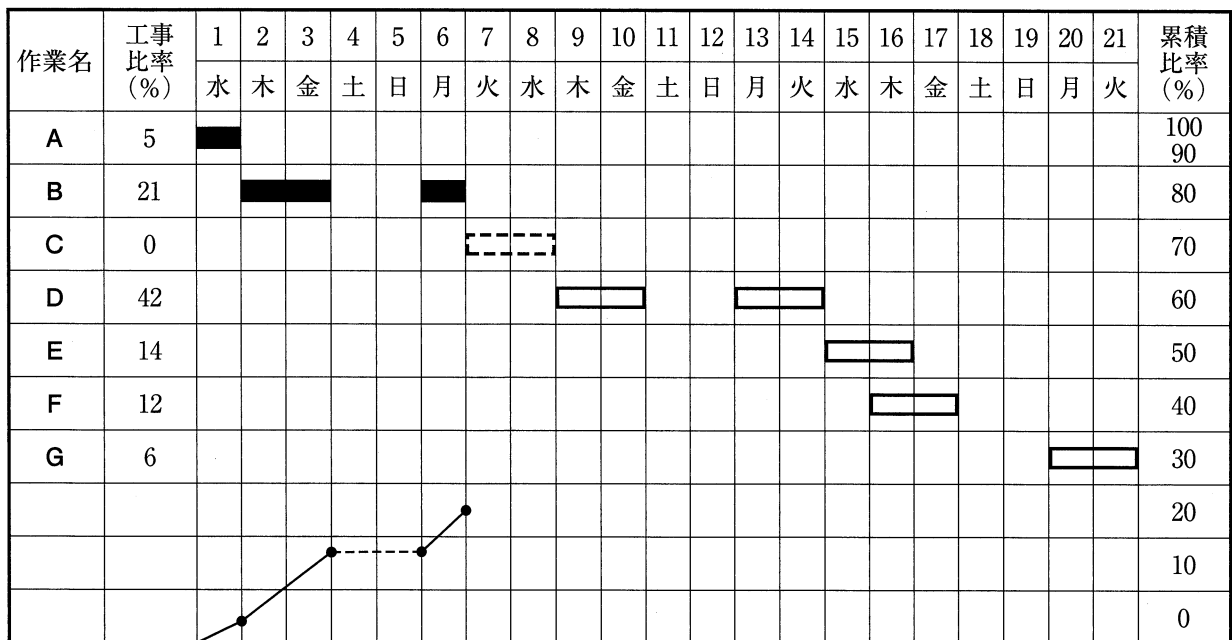 作業名 工事比率(%) 1 2 3 4 5 6 7 8 9 10 11 12 13 14 15 16 17 18 19 20 21 累積比率(%)
水 木 金 土 日 月 火 水 木 金 土 日 月 火 水 木 金 土 日 月 火
A 5 100
90
B 21 80
C 0 70
D 42 60
E 14 50
F 12 40
G 6 30
20
10
0